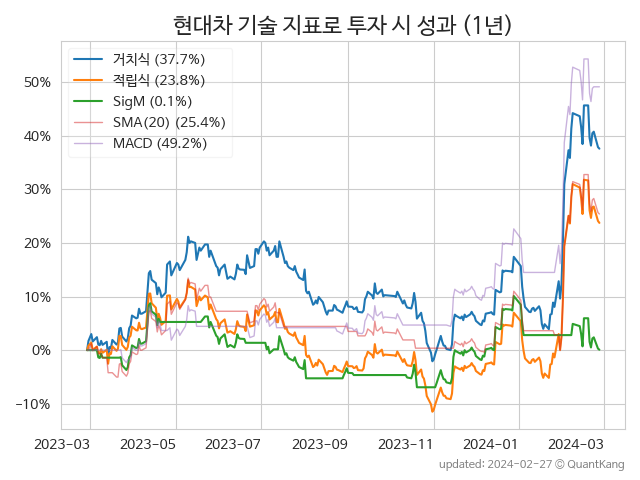 현대차 기술 지표로 투자 시 성과 (1년)
거치식 (37.7%)
적립식 (23.8%)
SigM (0.1%)
SMA(20) (25.4%)
MACD (49.2%)
50%
40%
30%
20%
10%
0%
−10%
2023-03 2023-05 2023-07 2023-09 2023-11 2024-01 2024-03
updated: 2024-02-27 ⓒ QuantKang